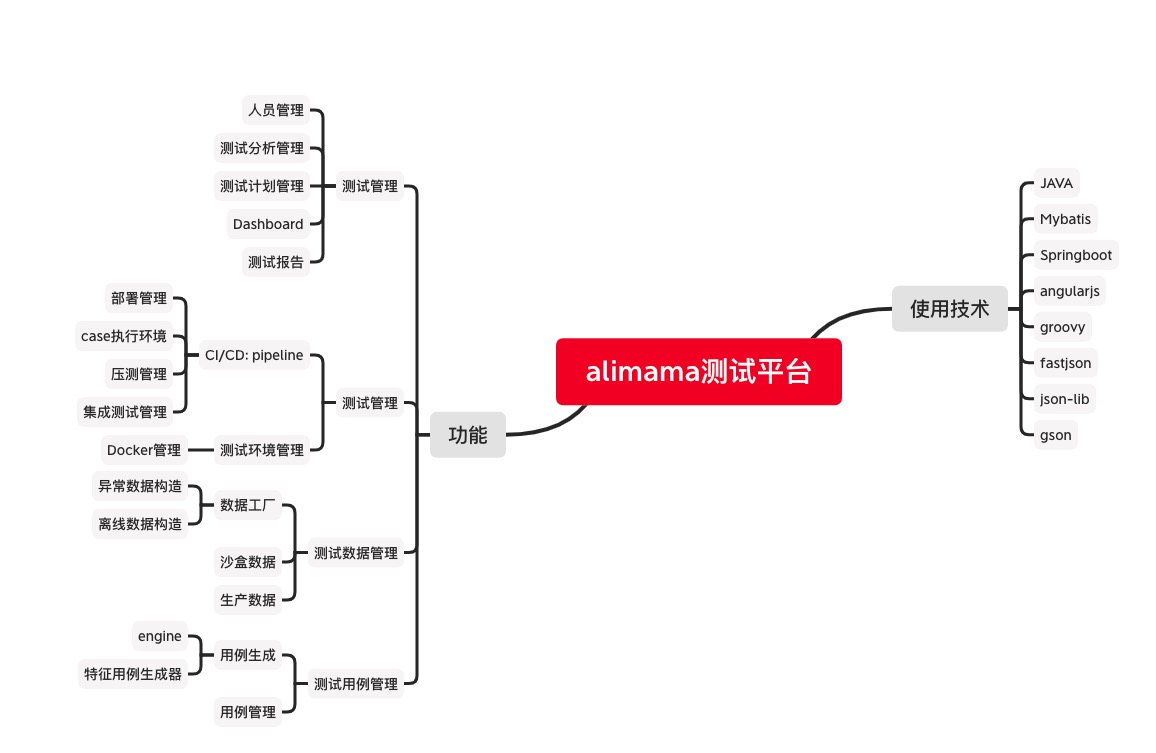 alimama测试平台
使用技术
JAVA
Mybatis
Springboot
angularjs
groovy
fastjson
json-lib
gson
功能
测试管理
人员管理
测试分析管理
测试计划管理
Dashboard
测试报告
测试管理
CI/CD: pipeline
部署管理
case执行环境
压测管理
集成测试管理
测试环境管理
Docker管理
测试数据管理
数据工厂
异常数据构造
离线数据构造
沙盒数据
生产数据
测试用例管理
用例生成
engine
特征用例生成器
用例管理